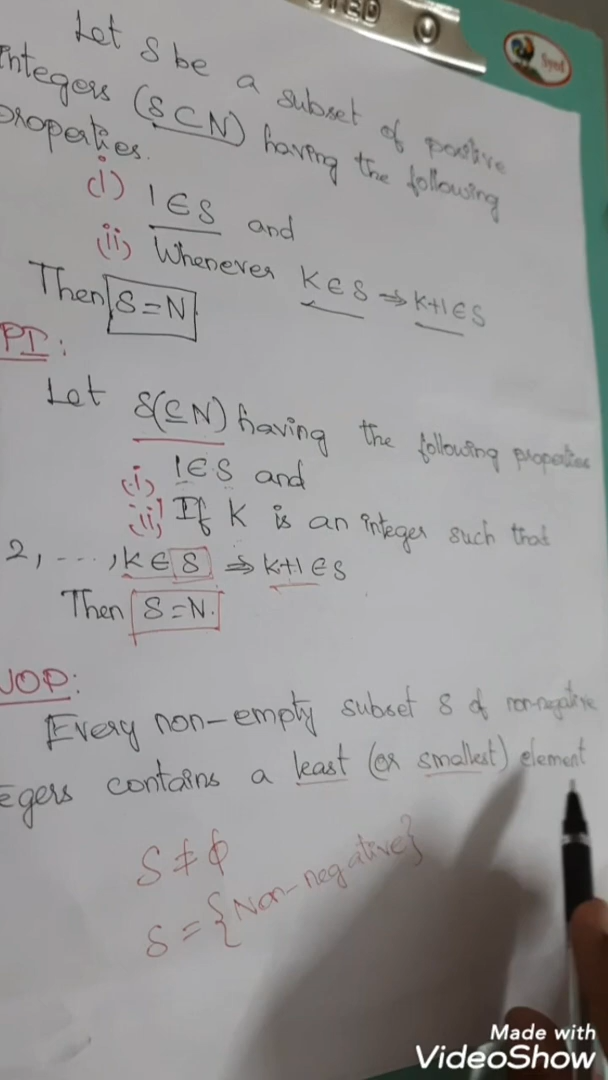 Let S be a subset of positive
integers (S⊂N) having the following
properties.
(i) 1∈S and
(ii) Whenever K∈S ⇒ K+1∈S
Then S=N
PI:
Let S(⊆N) having the following properties
(i) 1∈S and
(ii) If K is an integer such that
2, ----, K∈S ⇒ K+1∈S
Then S=N.
WOP:
Every non-empty subset S of non-negative
egers contains a least (or smallest) element
S≠ϕ
S={Non-negative}
Syed
Made with
VideoShow